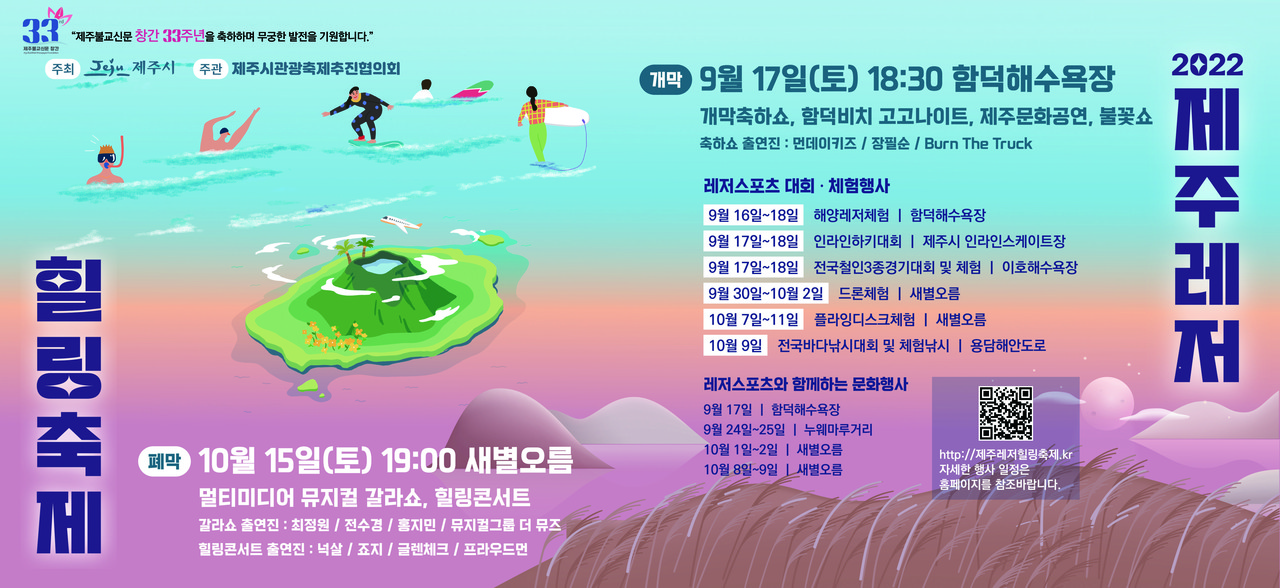 33rd
제주불교신문 창간
“제주불교신문 창간 33주년을 축하하며 무궁한 발전을 기원합니다.”
주최 Jeju 제주시 주관 제주시관광축제추진협의회
2022
제주레저
힐링축제
개막 9월 17일(토) 18:30 함덕해수욕장
개막축하쇼, 함덕비치 고고나이트, 제주문화공연, 불꽃쇼
축하쇼 출연진 : 먼데이키즈 / 장필순 / Burn The Truck
레저스포츠 대회 · 체험행사
9월 16일~18일 해양레저체험 | 함덕해수욕장
9월 17일~18일 인라인하키대회 | 제주시 인라인스케이트장
9월 17일~18일 전국철인3종경기대회 및 체험 | 이호해수욕장
9월 30일~10월 2일 드론체험 | 새별오름
10월 7일~11일 플라잉디스크체험 | 새별오름
10월 9일 전국바다낚시대회 및 체험낚시 | 용담해안도로
레저스포츠와 함께하는 문화행사
9월 17일 | 함덕해수욕장
9월 24일~25일 | 누웨마루거리
10월 1일~2일 | 새별오름
10월 8일~9일 | 새별오름
http://제주레저힐링축제.kr
자세한 행사 일정은
홈페이지를 참조바랍니다.
폐막 10월 15일(토) 19:00 새별오름
멀티미디어 뮤지컬 갈라쇼, 힐링콘서트
갈라쇼 출연진 : 최정원 / 전수경 / 홍지민 / 뮤지컬그룹 더 뮤즈
힐링콘서트 출연진 : 넉살 / 죠지 / 글렌체크 / 프라우드먼